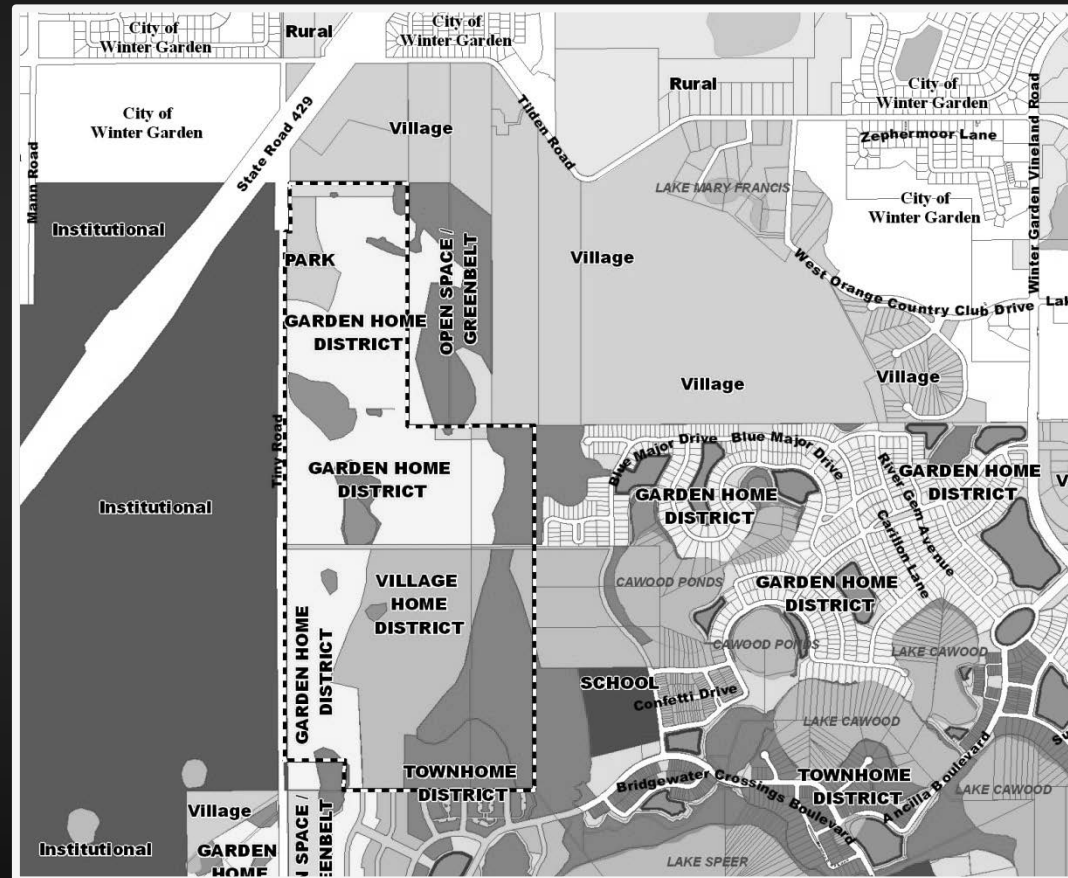 City of
Winter Garden
Rural
City of
Winter Garden
Rural
City of
Winter Garden
City of
Winter Garden
State Road 429
Village
Tilden Road
Zephermoor Lane
Winter Garden Vineland Road
Mann Road
LAKE MARY FRANCIS
City of
Winter Garden
Institutional
PARK
OPEN SPACE /
GREENBELT
Village
West Orange Country Club Drive
GARDEN HOME
DISTRICT
Village
Village
Tiny Road
Blue Major Drive
Blue Major Drive
GARDEN HOME
DISTRICT
GARDEN HOME
DISTRICT
River Gem Avenue
GARDEN HOME
DISTRICT
Institutional
Carillon Lane
VILLAGE
HOME
DISTRICT
CAWOOD PONDS
GARDEN HOME
DISTRICT
GARDEN HOME
DISTRICT
CAWOOD PONDS
LAKE CAWOOD
SCHOOL
Confetti Drive
LAKE CAWOOD
TOWNHOME
DISTRICT
Bridgewater Crossings Boulevard
TOWNHOME
DISTRICT
Ancilla Boulevard
LAKE CAWOOD
Village
Institutional
GARDEN
HOME
LAKE SPEER